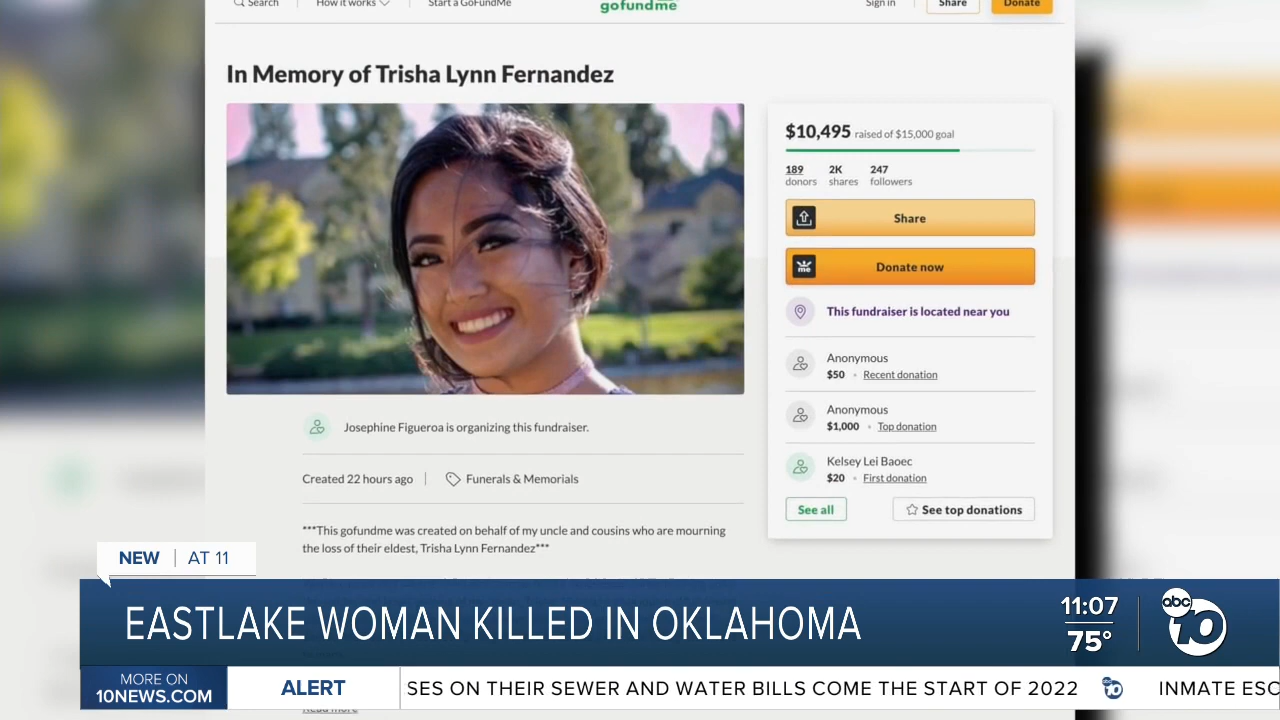 Search
How it works
Start a GoFundMe
gofundme
Sign in
Share
Donate
In Memory of Trisha Lynn Fernandez
$10,495 raised of $15,000 goal
189 2K 247
donors shares followers
Share
me Donate now
This fundraiser is located near you
Anonymous
$50 • Recent donation
Anonymous
$1,000 • Top donation
Kelsey Lei Baoec
$20 • First donation
See all
See top donations
Josephine Figueroa is organizing this fundraiser.
Created 22 hours ago
Funerals & Memorials
***This gofundme was created on behalf of my uncle and cousins who are mourning
the loss of their eldest, Trisha Lynn Fernandez***
NEW AT 11
EASTLAKE WOMAN KILLED IN OKLAHOMA
11:07
75°
abc 10
MORE ON
10NEWS.COM
ALERT
SES ON THEIR SEWER AND WATER BILLS COME THE START OF 2022 abc 10 INMATE ESC
Read more